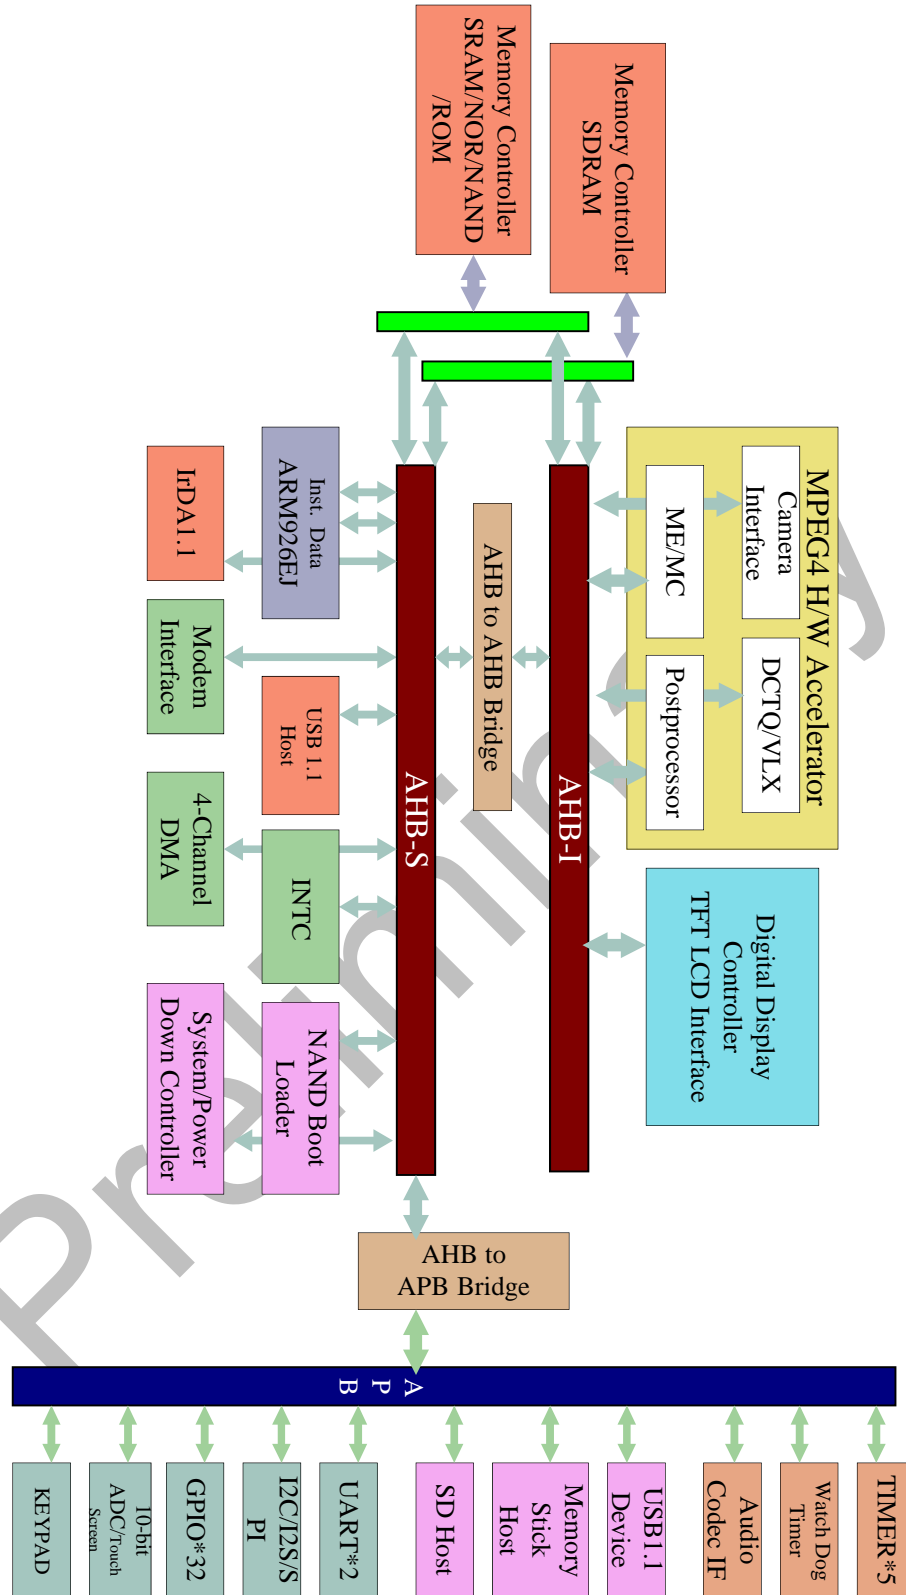 Memory Controller
SRAM/NOR/NAND
/ROM
Memory Controller
SDRAM
MPEG4 H/W Accelerator
Camera
Interface
DCTQ/VLX
ME/MC
Postprocessor
Digital Display
Controller
TFT LCD Interface
AHB-I
AHB to AHB Bridge
AHB-S
Inst. Data
ARM926EJ
USB 1.1
Host
INTC
NAND Boot
Loader
IrDA1.1
Modem
Interface
4-Channel
DMA
System/Power
Down Controller
AHB to
APB Bridge
A
P
B
TIMER*5
Watch Dog
Timer
Audio
Codec IF
USB1.1
Device
Memory
Stick
Host
SD Host
UART*2
I2C/I2S/S
PI
GPIO*32
10-bit
ADC/Touch
Screen
KEYPAD
Preliminary